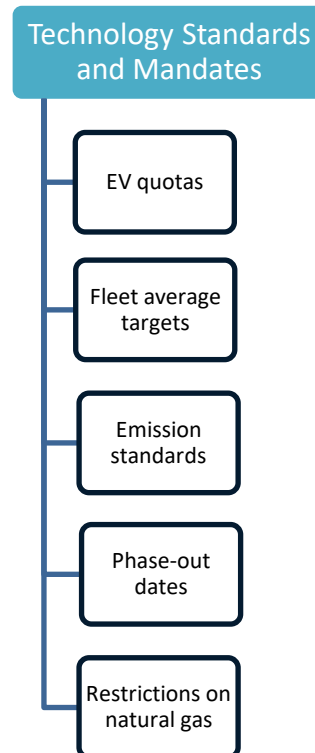 Technology Standards
and Mandates
EV quotas
Fleet average
targets
Emission
standards
Phase-out
dates
Restrictions on
natural gas